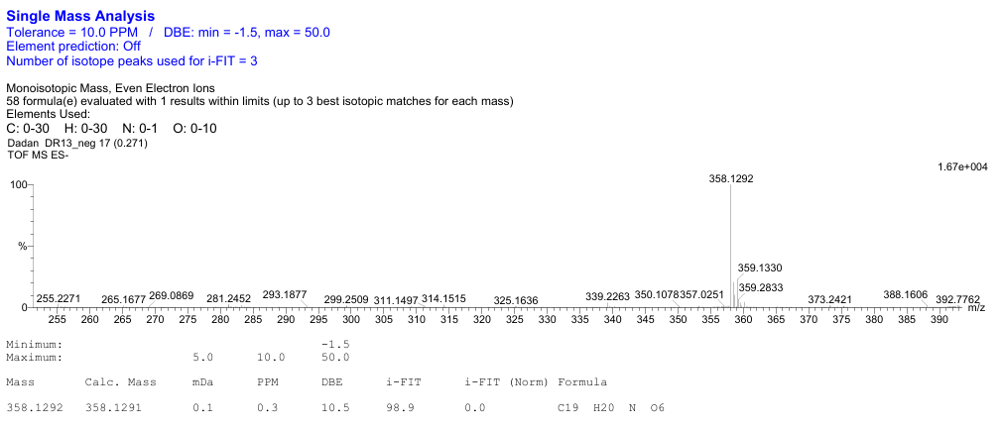 Single Mass Analysis
Tolerance = 10.0 PPM / DBE: min = -1.5, max = 50.0
Element prediction: Off
Number of isotope peaks used for i-FIT = 3
Monoisotopic Mass, Even Electron Ions
58 formula(e) evaluated with 1 results within limits (up to 3 best isotopic matches for each mass)
Elements Used:
C: 0-30 H: 0-30 N: 0-1 O: 0-10
Dadan DR13_neg 17 (0.271)
TOF MS ES-
1.67e+004
100
%
0
358.1292
359.1330
359.2833
255.2271 265.1677 269.0869 281.2452 293.1877 299.2509 311.1497 314.1515 325.1636 339.2263 350.1078 357.0251 373.2421 388.1606 392.7762
m/z
255 260 265 270 275 280 285 290 295 300 305 310 315 320 325 330 335 340 345 350 355 360 365 370 375 380 385 390
Minimum: -1.5
Maximum: 5.0 10.0 50.0
Mass Calc. Mass mDa PPM DBE i-FIT i-FIT (Norm) Formula
358.1292 358.1291 0.1 0.3 10.5 98.9 0.0 C19 H20 N O6